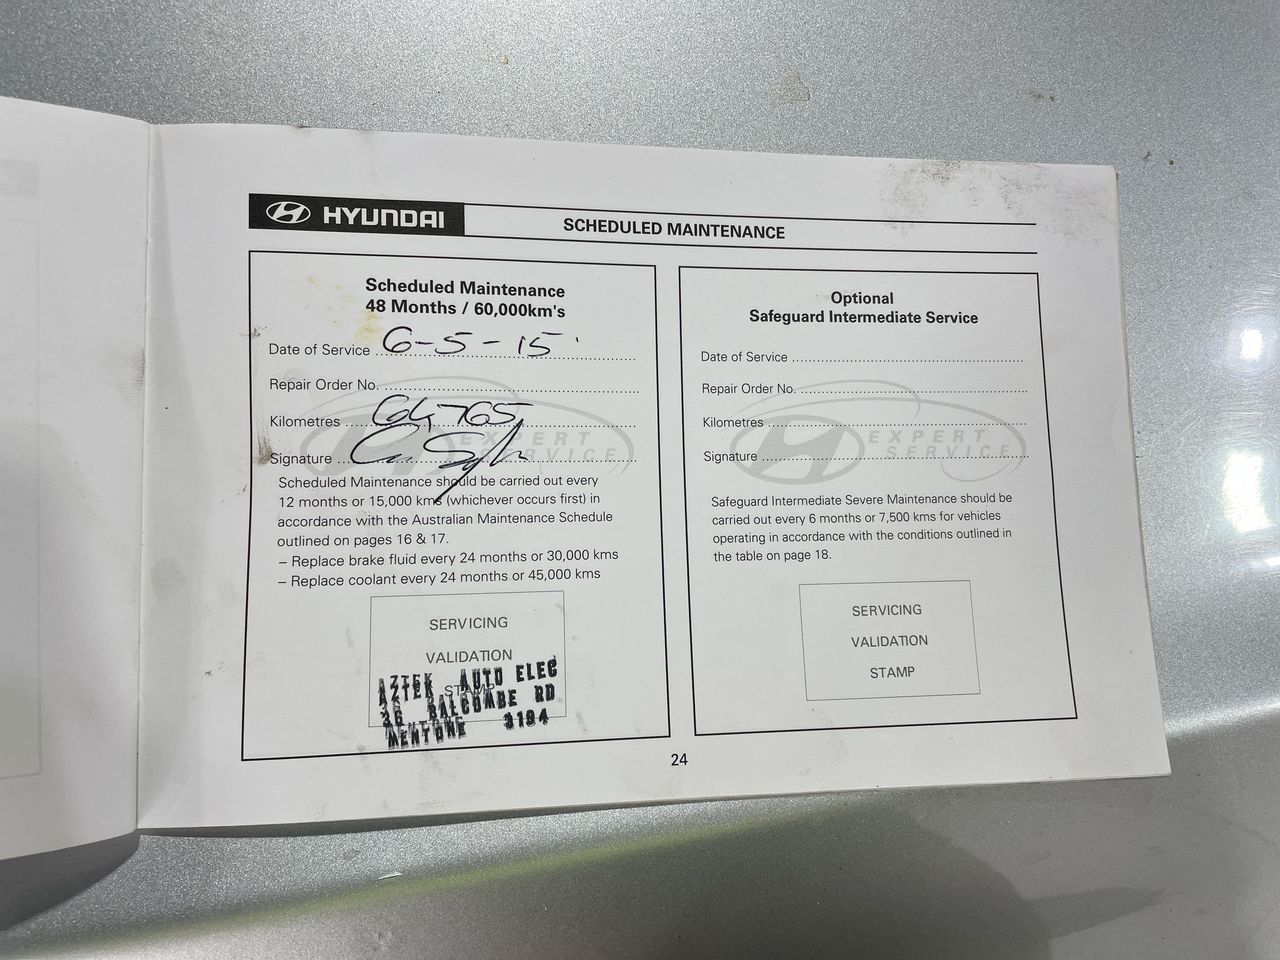 HYUNDAI
SCHEDULED MAINTENANCE
Scheduled Maintenance
48 Months / 60,000km's
Date of Service 6-5-15
Repair Order No.
Kilometres 64,765
Signature
EXPERT
SERVICE
Scheduled Maintenance should be carried out every
12 months or 15,000 kms (whichever occurs first) in
accordance with the Australian Maintenance Schedule
outlined on pages 16 & 17.
– Replace brake fluid every 24 months or 30,000 kms
– Replace coolant every 24 months or 45,000 kms
SERVICING
VALIDATION
STAMP
AZTEK AUTO ELEC
36 BALCOMBE RD
MENTONE 3194
Optional
Safeguard Intermediate Service
Date of Service
Repair Order No.
Kilometres
Signature
EXPERT
SERVICE
Safeguard Intermediate Severe Maintenance should be
carried out every 6 months or 7,500 kms for vehicles
operating in accordance with the conditions outlined in
the table on page 18.
SERVICING
VALIDATION
STAMP
24